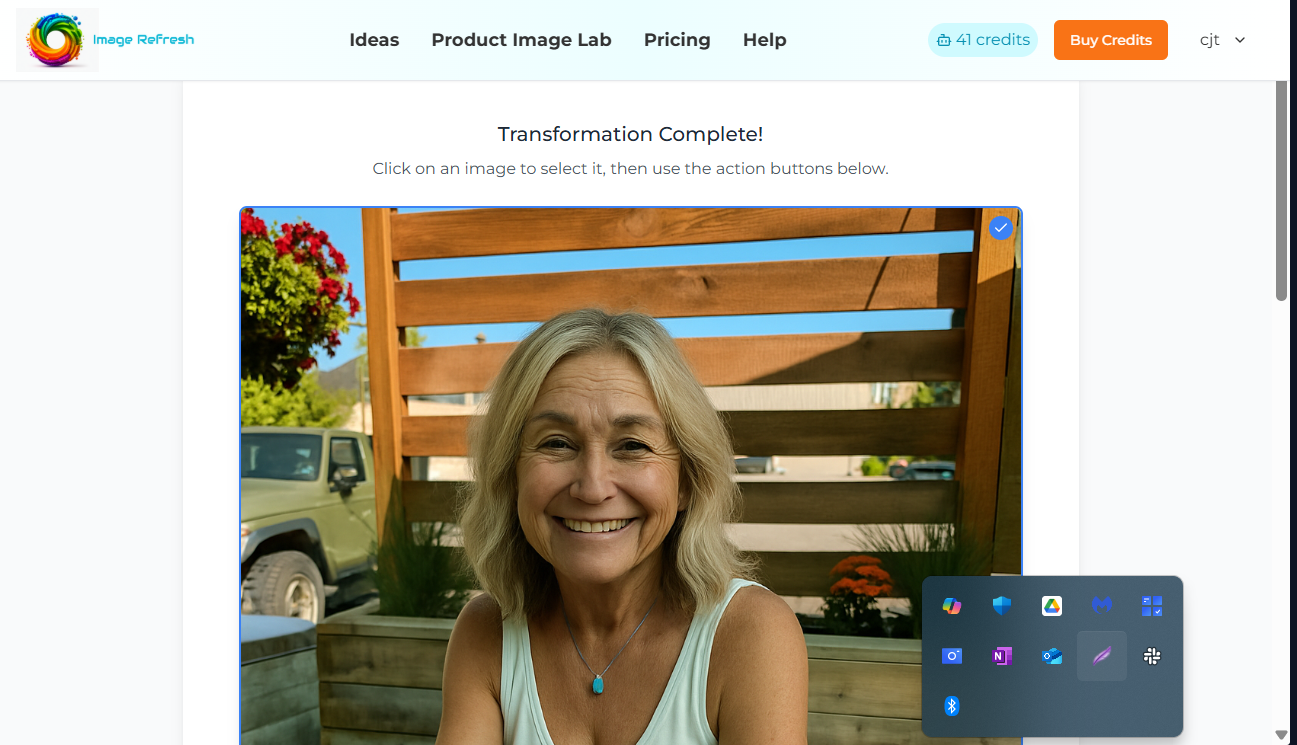 Image Refresh
Ideas
Product Image Lab
Pricing
Help
41 credits
Buy Credits
cjt
Transformation Complete!
Click on an image to select it, then use the action buttons below.
N